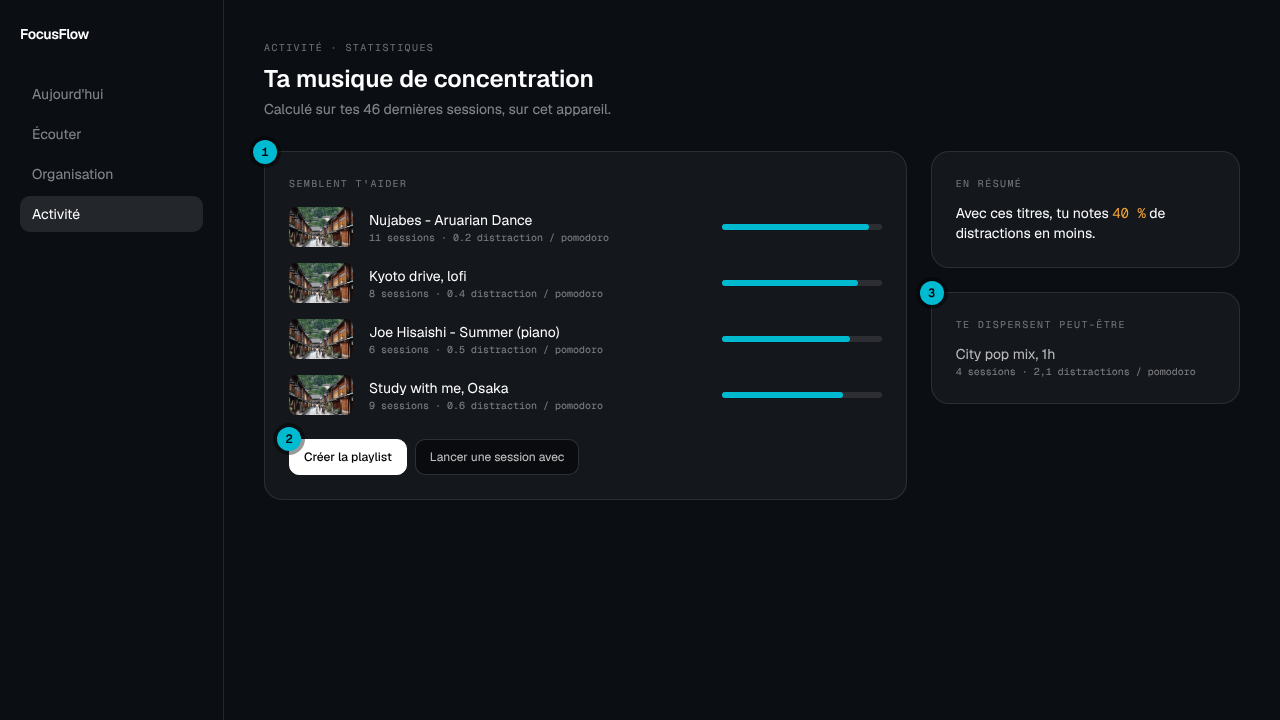 FocusFlow
Aujourd'hui
Écouter
Organisation
Activité
ACTIVITÉ · STATISTIQUES
Ta musique de concentration
Calculé sur tes 46 dernières sessions, sur cet appareil.
1
SEMBLENT T'AIDER
Nujabes - Aruarian Dance
11 sessions · 0.2 distraction / pomodoro
Kyoto drive, lofi
8 sessions · 0.4 distraction / pomodoro
Joe Hisaishi - Summer (piano)
6 sessions · 0.5 distraction / pomodoro
Study with me, Osaka
9 sessions · 0.6 distraction / pomodoro
2
Créer la playlist
Lancer une session avec
EN RÉSUMÉ
Avec ces titres, tu notes 40 % de
distractions en moins.
3
TE DISPERSENT PEUT-ÊTRE
City pop mix, 1h
4 sessions · 2,1 distractions / pomodoro